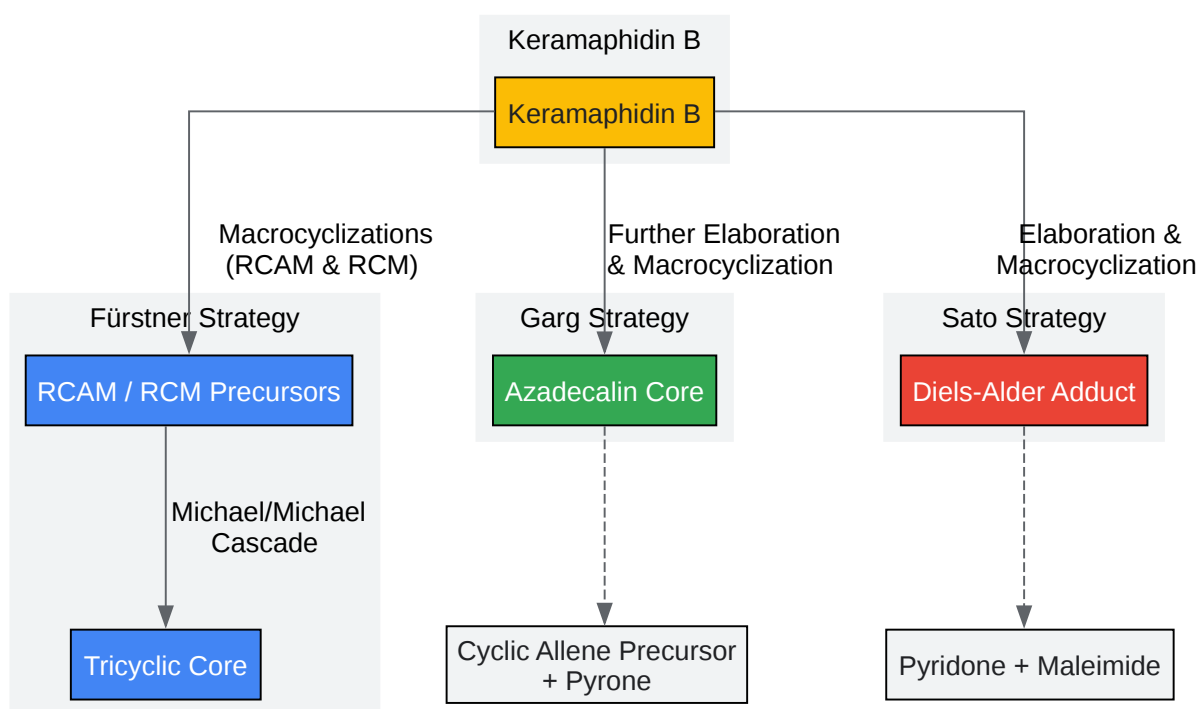 Keramaphidin B
Keramaphidin B
Macrocyclizations
(RCAM & RCM)
Further Elaboration
& Macrocyclization
Elaboration &
Macrocyclization
Fürstner Strategy
Garg Strategy
Sato Strategy
RCAM / RCM Precursors
Azadecalin Core
Diels-Alder Adduct
Michael/Michael
Cascade
Tricyclic Core
Cyclic Allene Precursor
+ Pyrone
Pyridone + Maleimide